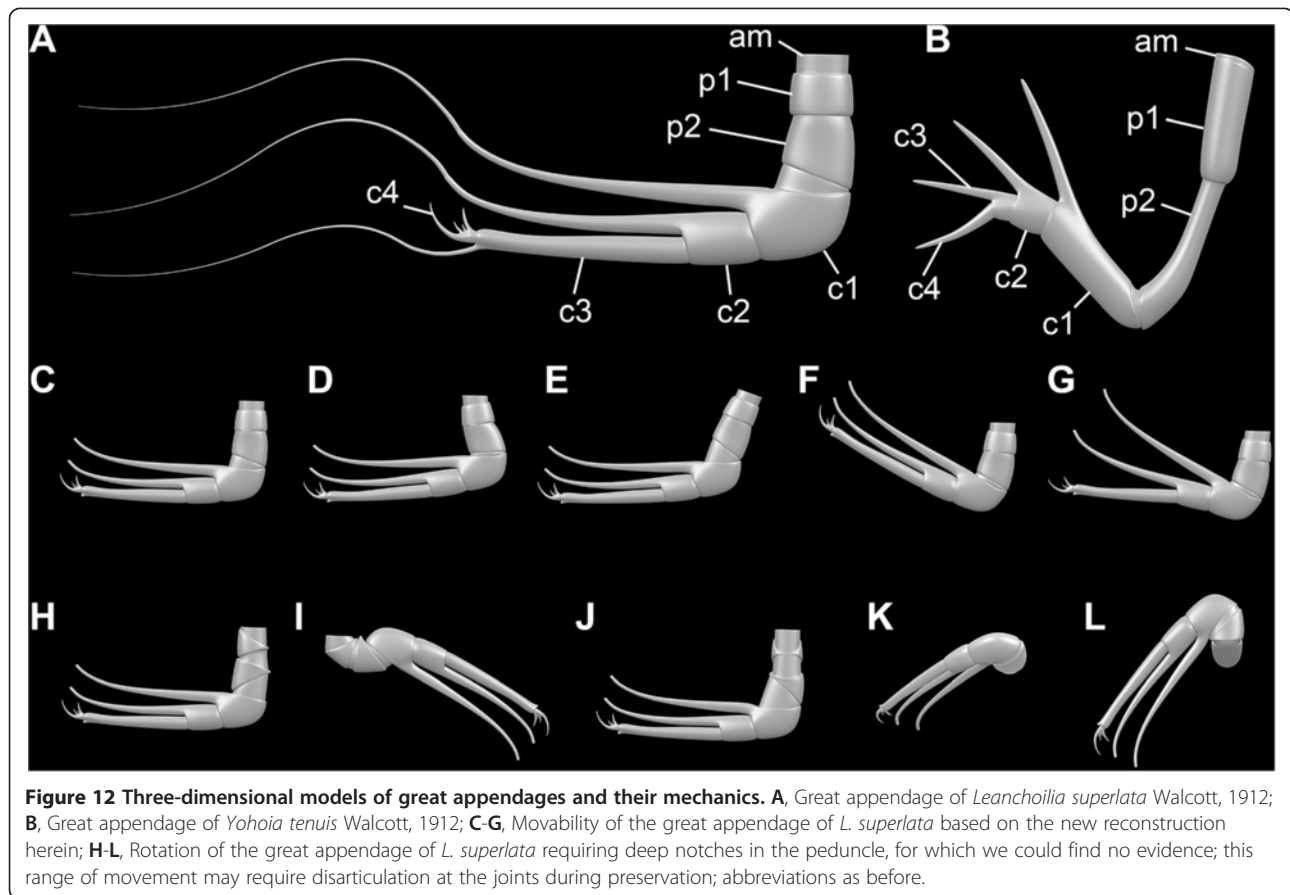 A
am
p1
p2
c4
c3
c2
c1
B
am
p1
c3
p2
c4
c2
c1
C
D
E
F
G
H
I
J
K
L
Figure 12 Three-dimensional models of great appendages and their mechanics. A, Great appendage of Leanchoilia superlata Walcott, 1912;
B, Great appendage of Yohoia tenuis Walcott, 1912; C-G, Movability of the great appendage of L. superlata based on the new reconstruction
herein; H-L, Rotation of the great appendage of L. superlata requiring deep notches in the peduncle, for which we could find no evidence; this
range of movement may require disarticulation at the joints during preservation; abbreviations as before.